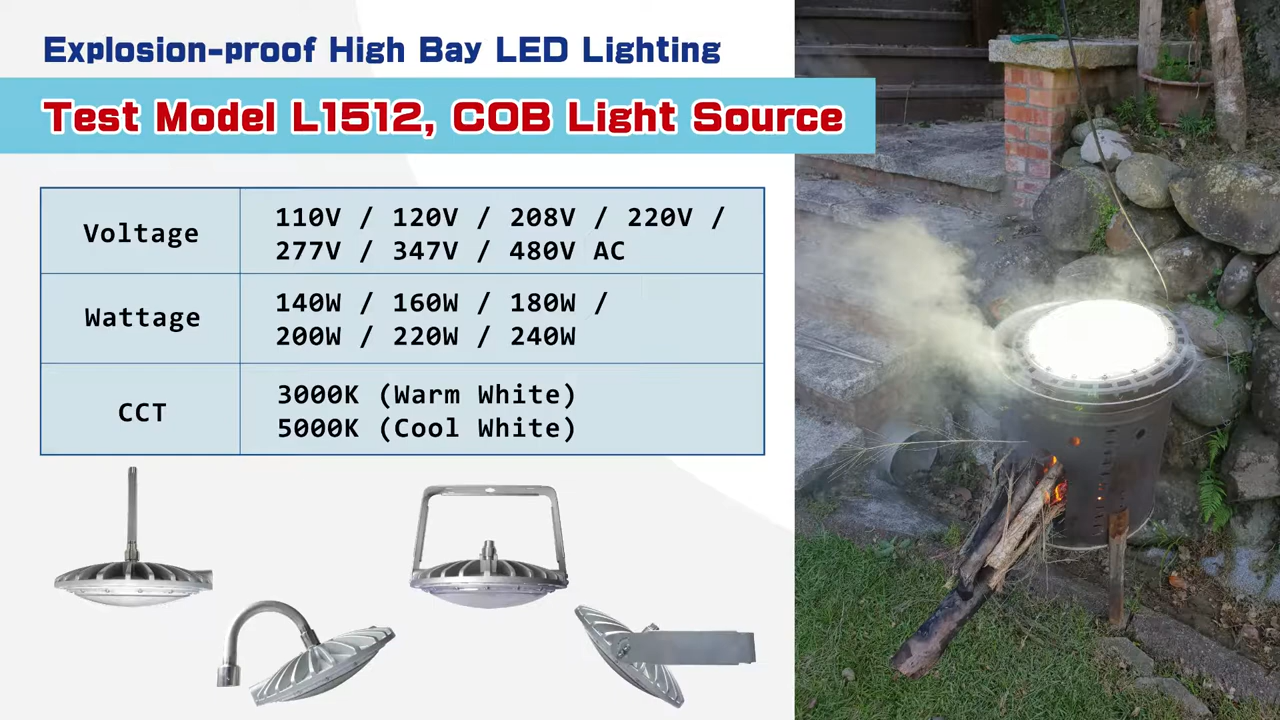 Explosion-proof High Bay LED Lighting
Test Model L1512, COB Light Source
Voltage
110V / 120V / 208V / 220V /
277V / 347V / 480V AC
Wattage
140W / 160W / 180W /
200W / 220W / 240W
CCT
3000K (Warm White)
5000K (Cool White)